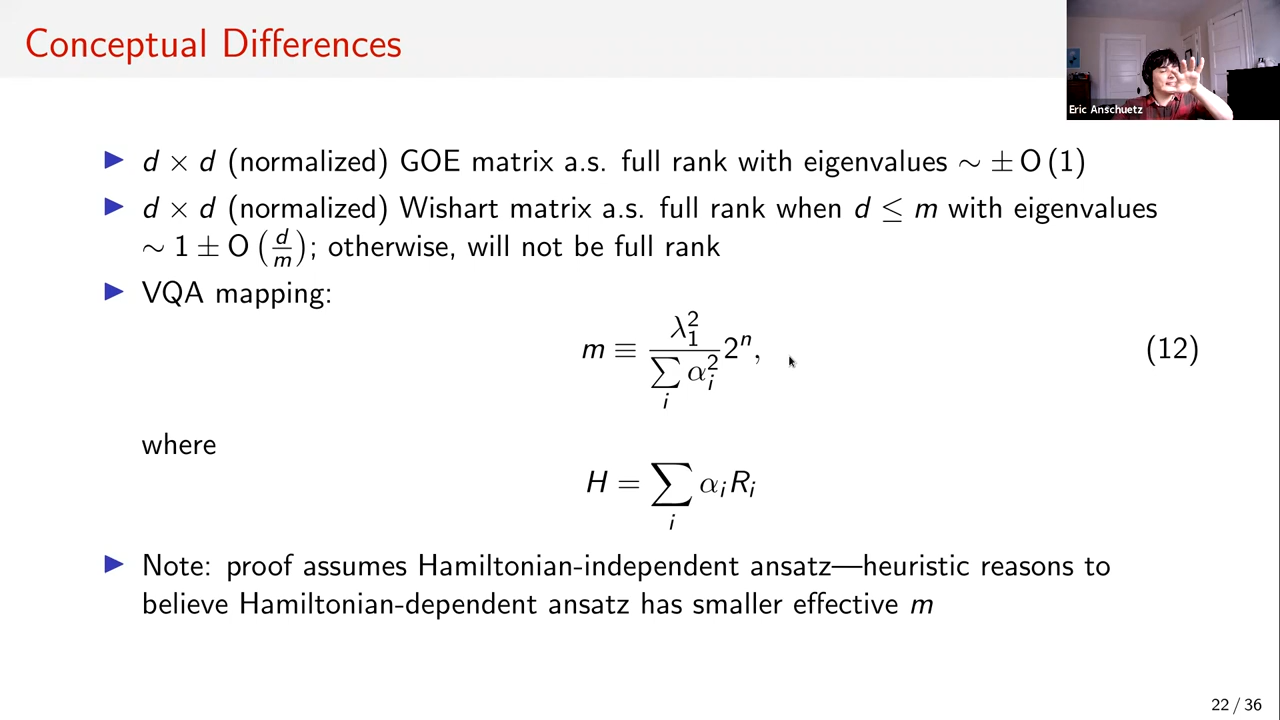 Conceptual Differences
Eric Anschuetz
▶ d × d (normalized) GOE matrix a.s. full rank with eigenvalues ∼ ± O (1)
▶ d × d (normalized) Wishart matrix a.s. full rank when d ≤ m with eigenvalues
∼ 1 ± O (d/m); otherwise, will not be full rank
▶ VQA mapping:
m ≡ λ₁² / ∑ᵢ αᵢ² 2ⁿ, (12)
where
H = ∑ᵢ αᵢRᵢ
▶ Note: proof assumes Hamiltonian-independent ansatz—heuristic reasons to
believe Hamiltonian-dependent ansatz has smaller effective m
22 / 36